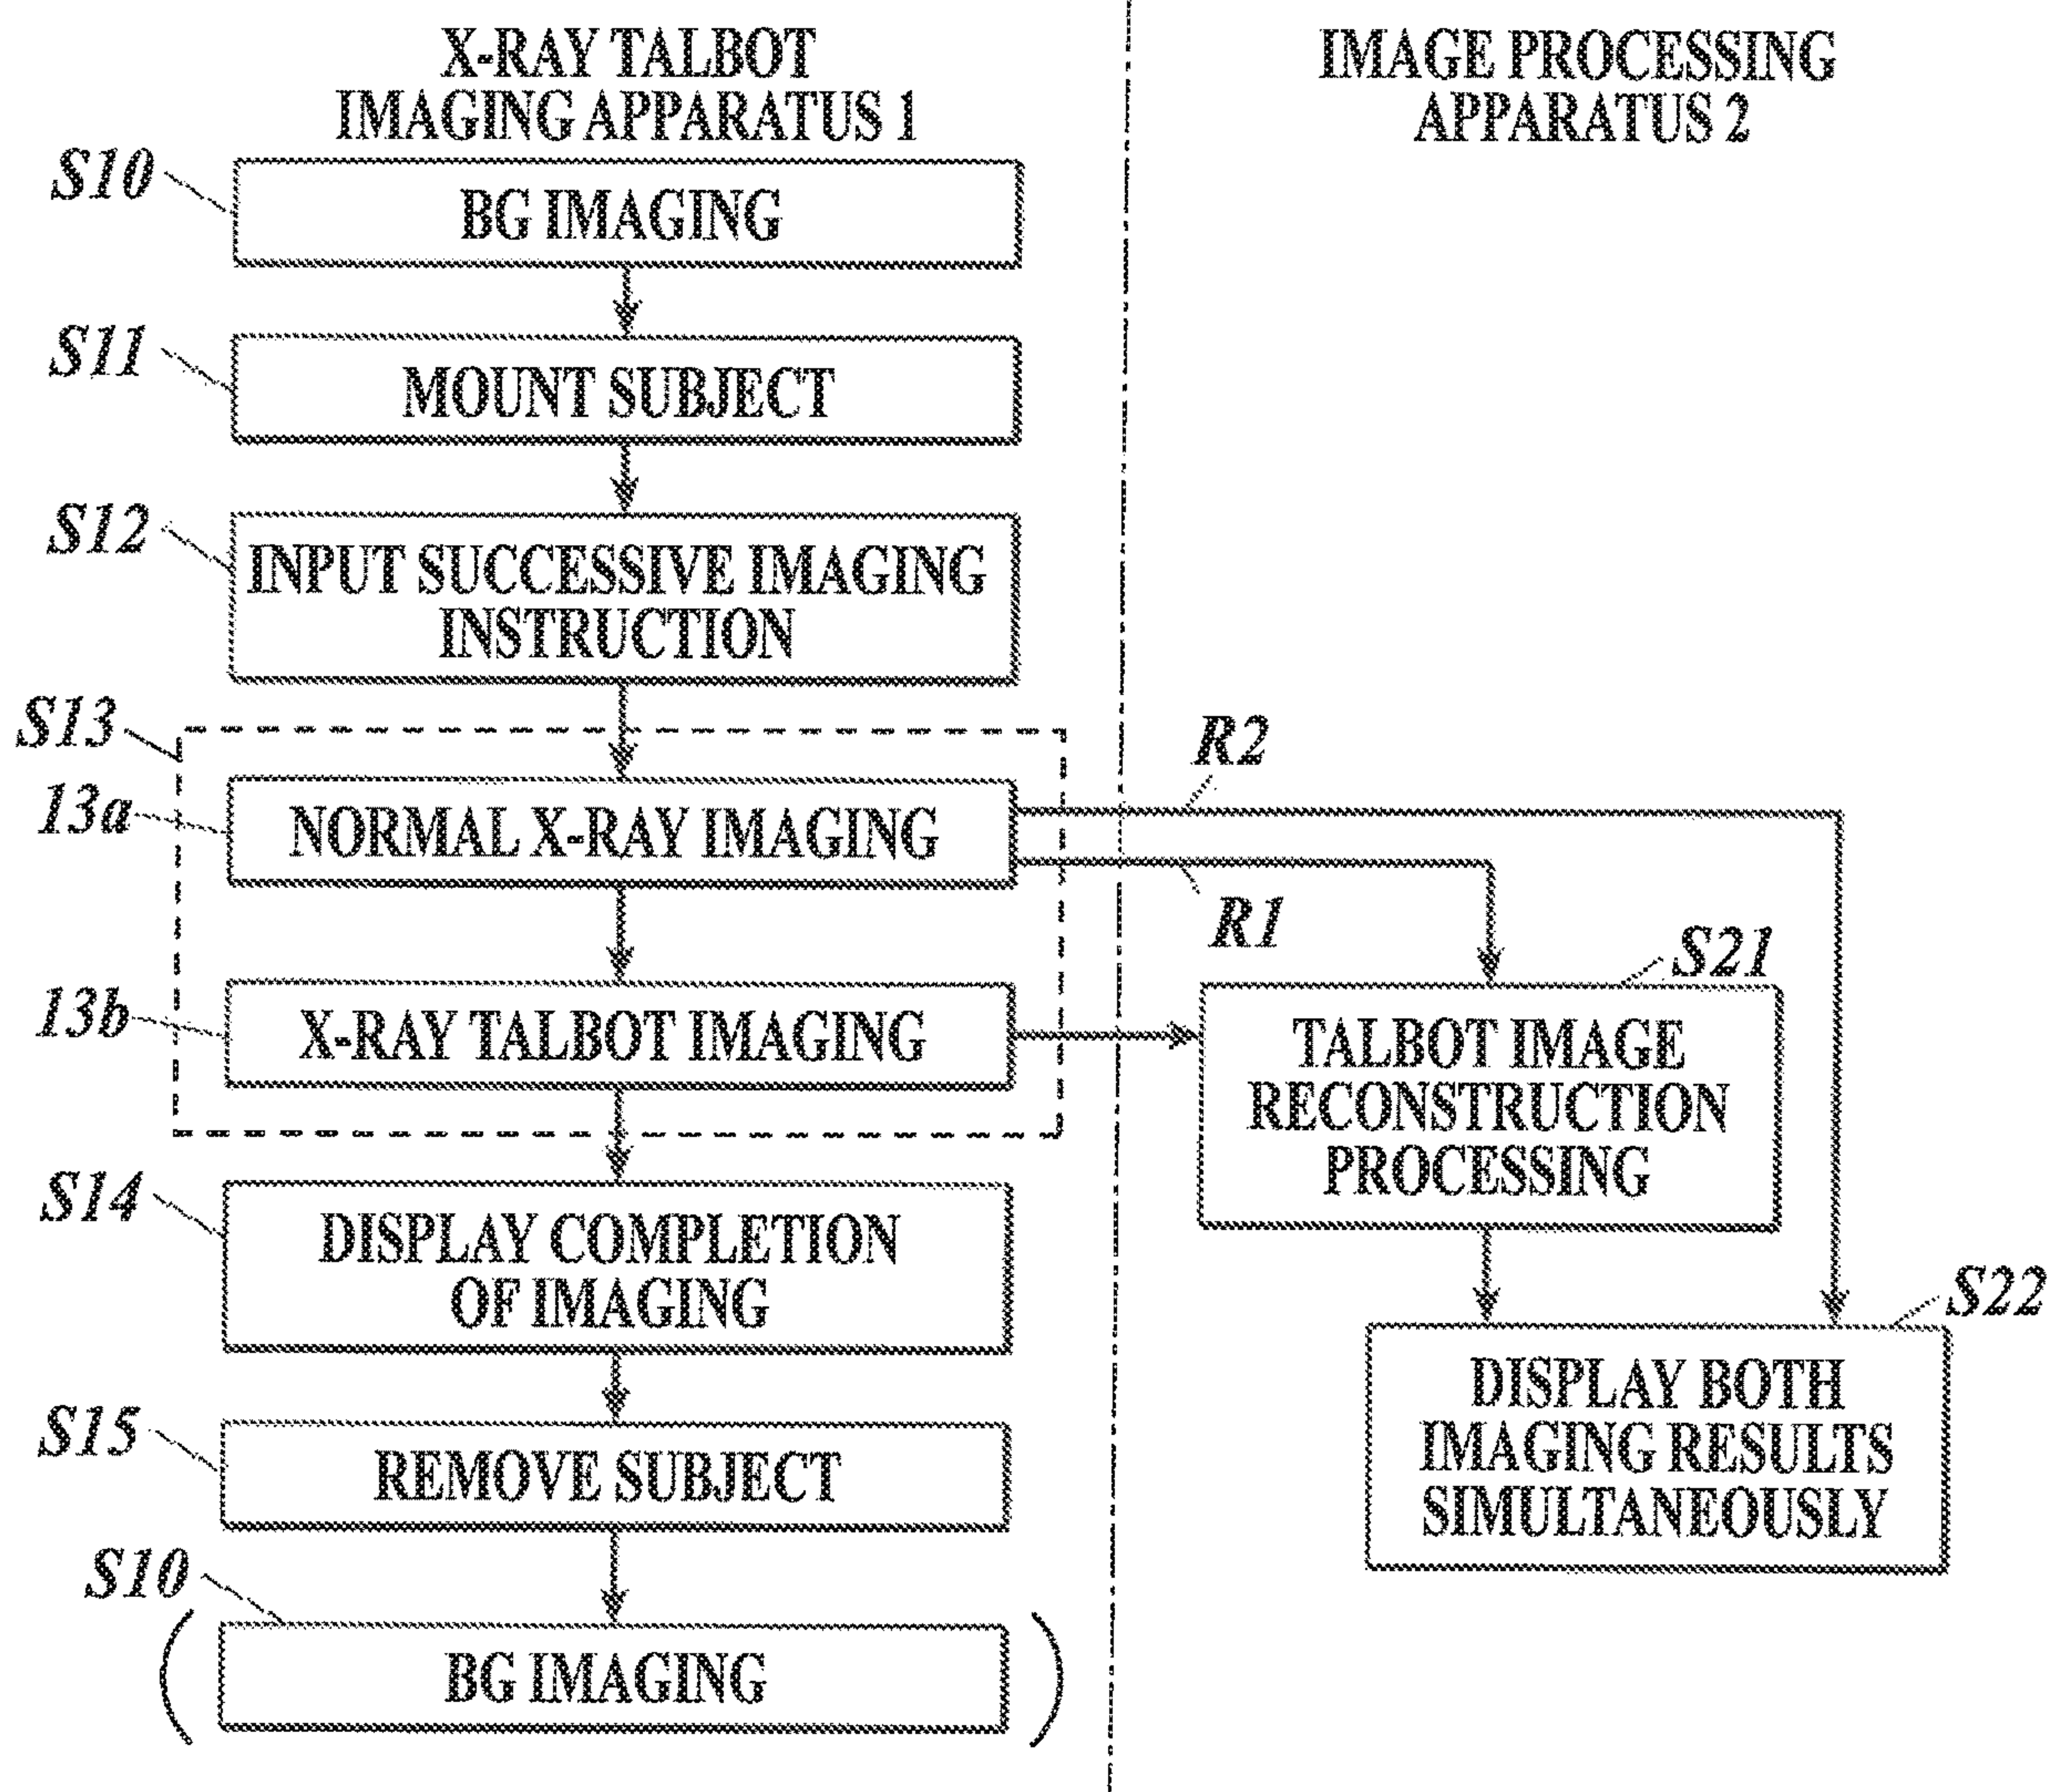 X-RAY TALBOT
IMAGING APPARATUS 1
IMAGE PROCESSING
APPARATUS 2
S10
BG IMAGING
S11
MOUNT SUBJECT
S12
INPUT SUCCESSIVE IMAGING
INSTRUCTION
S13
13a
NORMAL X-RAY IMAGING
R2
R1
13b
X-RAY TALBOT IMAGING
S21
TALBOT IMAGE
RECONSTRUCTION
PROCESSING
S14
DISPLAY COMPLETION
OF IMAGING
S22
DISPLAY BOTH
IMAGING RESULTS
SIMULTANEOUSLY
S15
REMOVE SUBJECT
S10
BG IMAGING